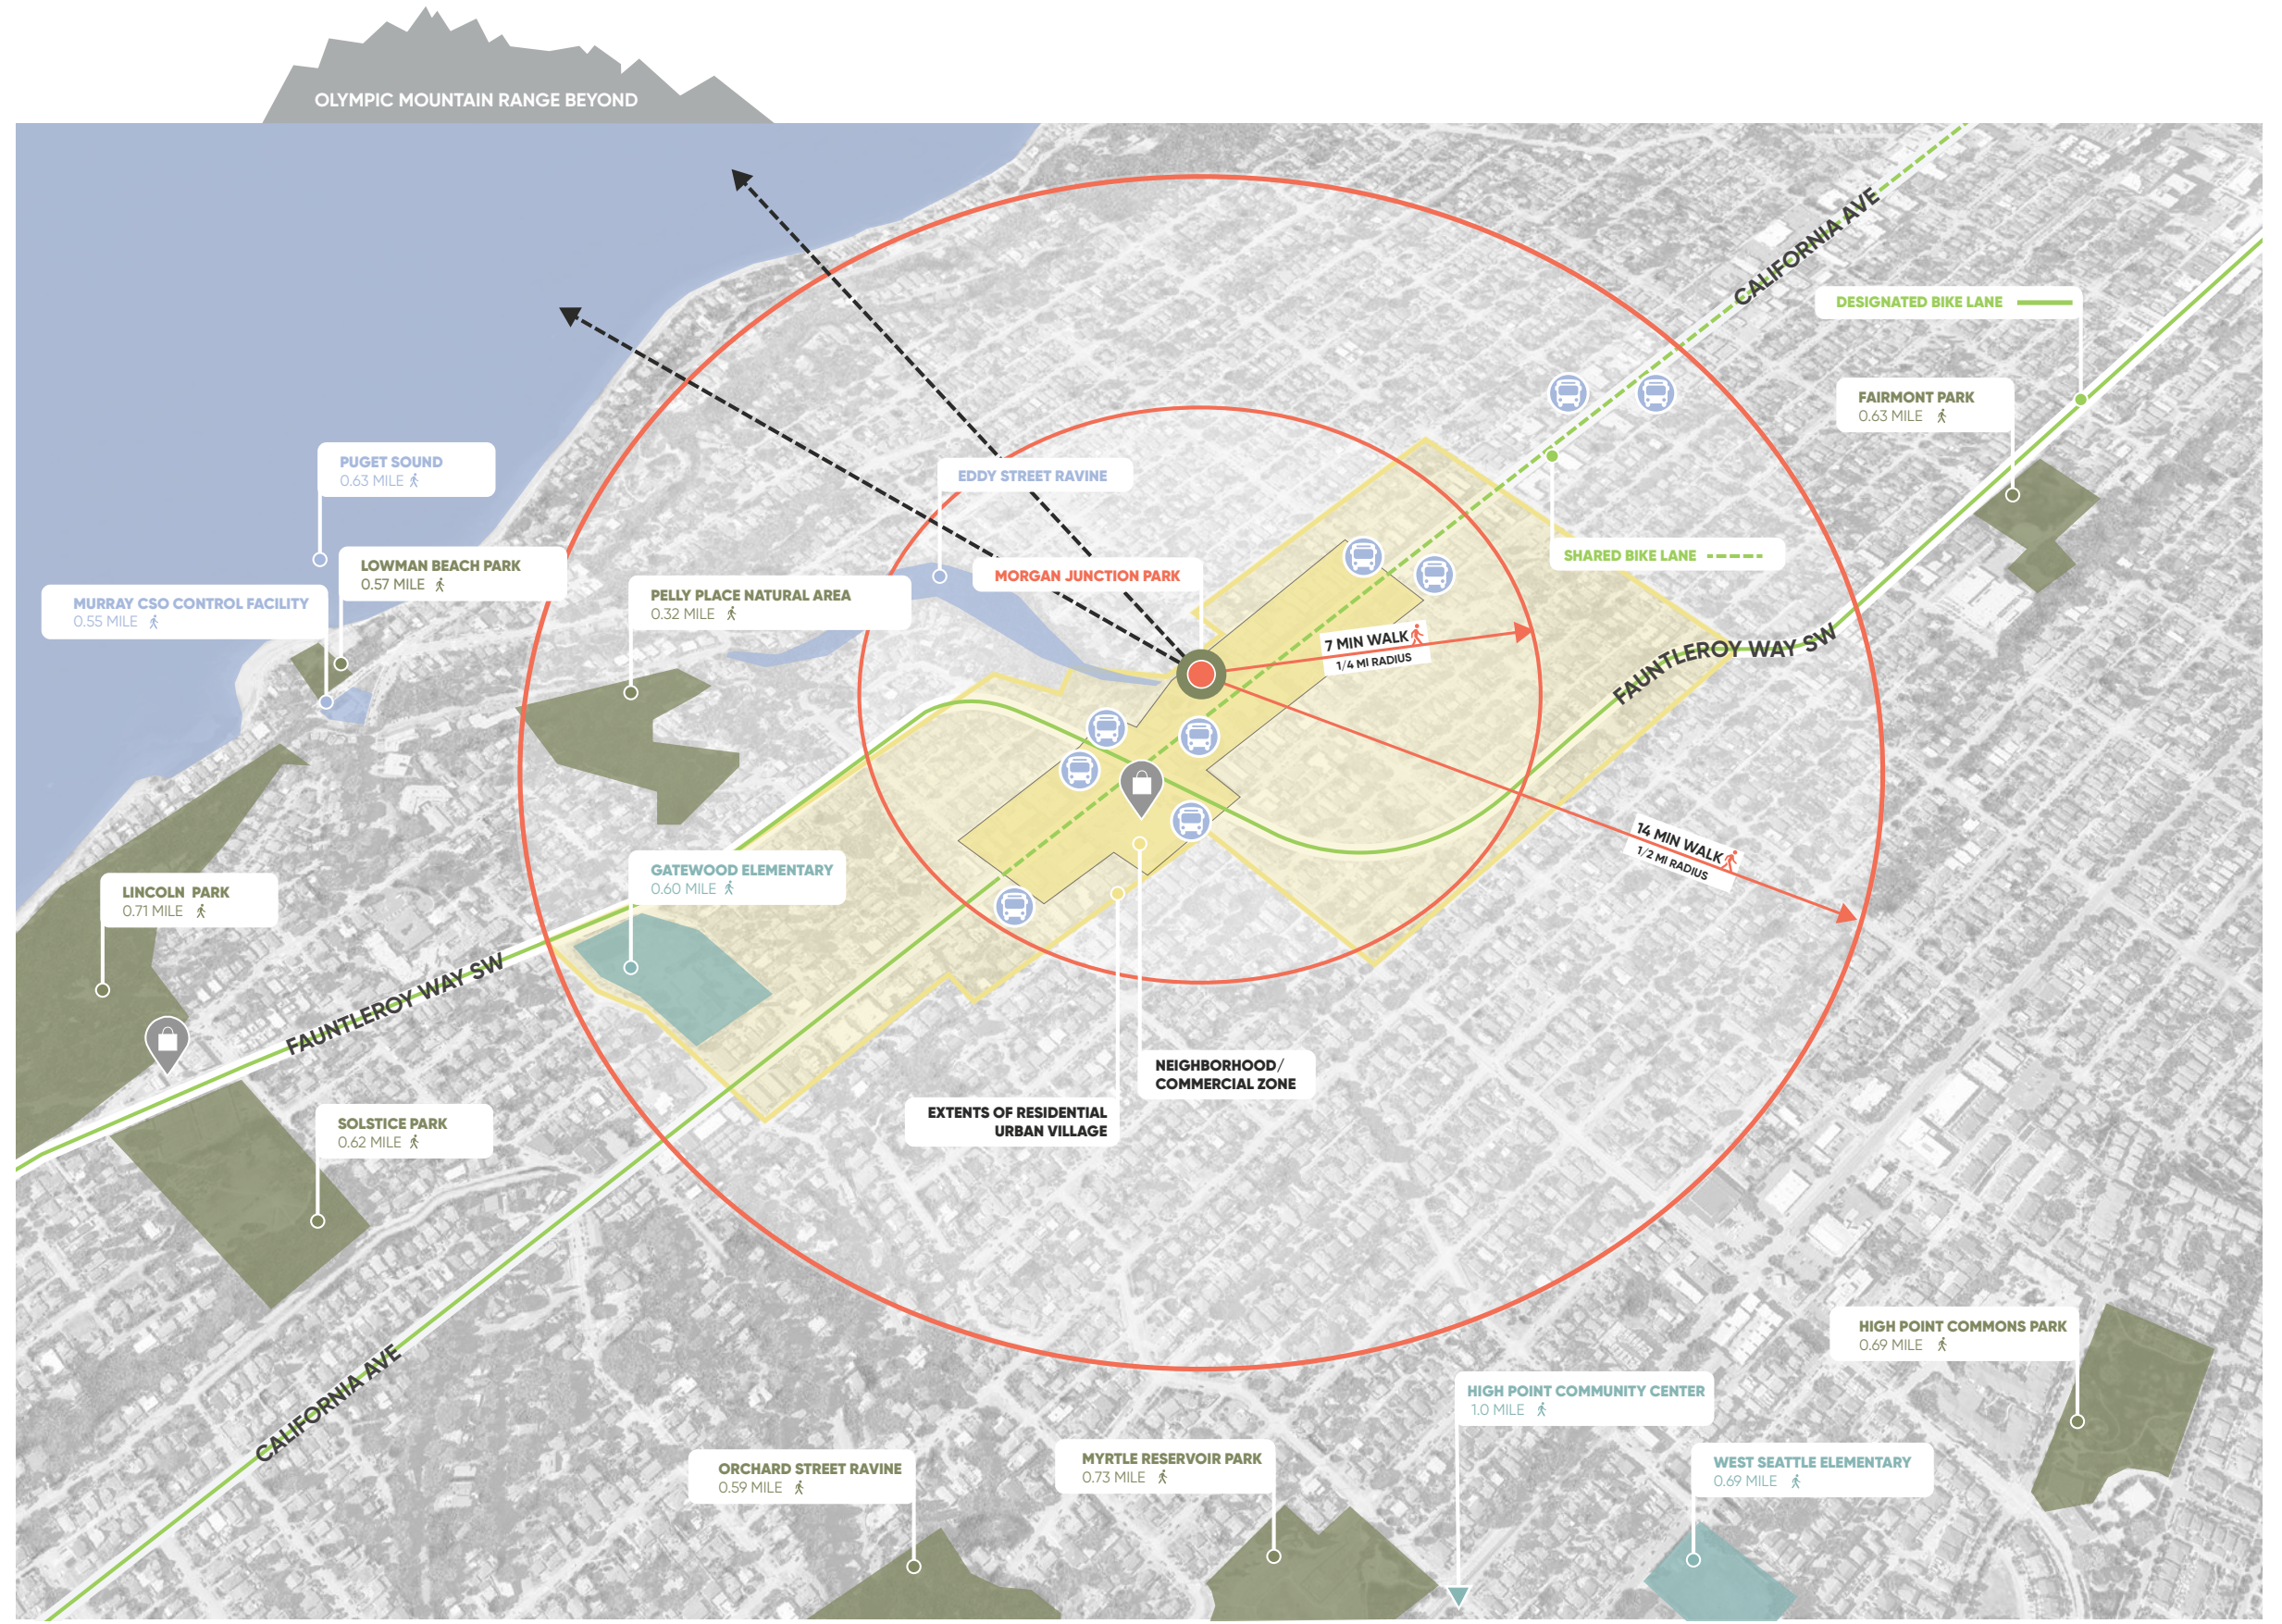 OLYMPIC MOUNTAIN RANGE BEYOND
CALIFORNIA AVE
DESIGNATED BIKE LANE
FAIRMONT PARK
0.63 MILE
PUGET SOUND
0.63 MILE
EDDY STREET RAVINE
SHARED BIKE LANE
LOWMAN BEACH PARK
0.57 MILE
MORGAN JUNCTION PARK
MURRAY CSO CONTROL FACILITY
0.55 MILE
PELLY PLACE NATURAL AREA
0.32 MILE
7 MIN WALK
1/4 MI RADIUS
FAUNTLEROY WAY SW
14 MIN WALK
1/2 MI RADIUS
GATEWOOD ELEMENTARY
0.60 MILE
LINCOLN PARK
0.71 MILE
FAUNTLEROY WAY SW
NEIGHBORHOOD/
COMMERCIAL ZONE
EXTENTS OF RESIDENTIAL
URBAN VILLAGE
SOLSTICE PARK
0.62 MILE
HIGH POINT COMMONS PARK
0.69 MILE
CALIFORNIA AVE
HIGH POINT COMMUNITY CENTER
1.0 MILE
ORCHARD STREET RAVINE
0.59 MILE
MYRTLE RESERVOIR PARK
0.73 MILE
WEST SEATTLE ELEMENTARY
0.69 MILE